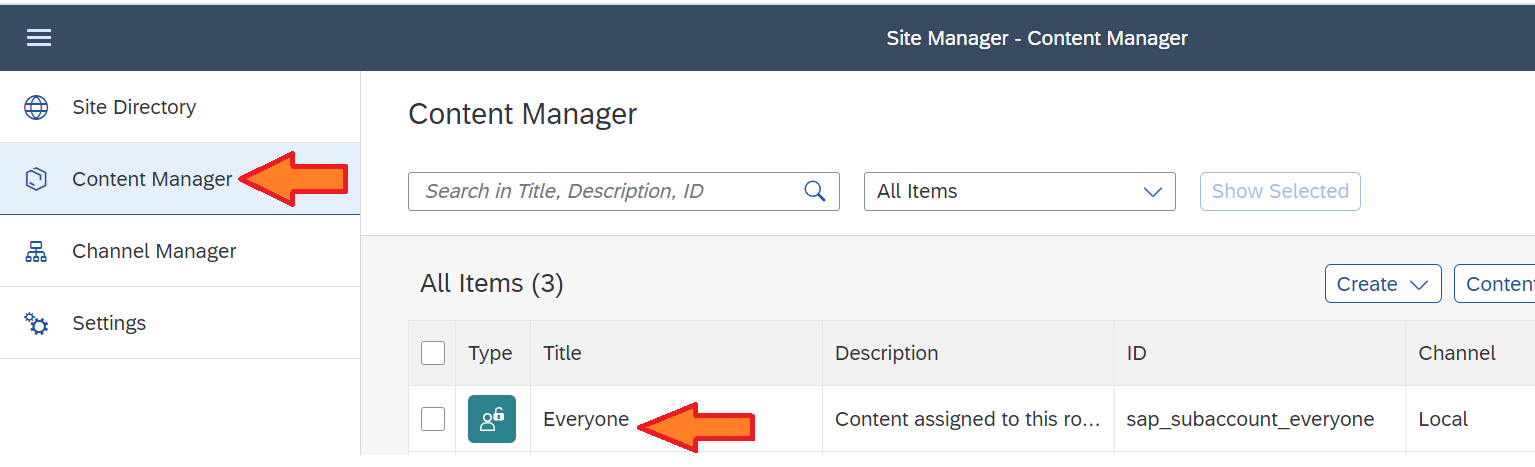 Site Manager - Content Manager
Site Directory
Content Manager
Channel Manager
Settings
Content Manager
Search in Title, Description, ID
All Items
Show Selected
All Items (3)
Create
Conten
Type Title Description ID Channel
Everyone Content assigned to this ro... sap_subaccount_everyone Local